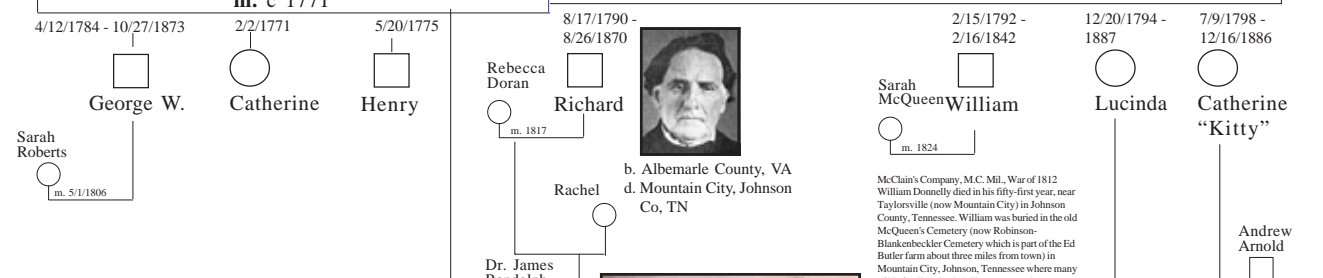 m. c 1771
4/12/1784 - 10/27/1873
2/2/1771
5/20/1775
George W.
Catherine
Henry
Sarah
Roberts
m. 5/1/1806
8/17/1790 -
8/26/1870
Rebecca
Doran
Richard
m. 1817
b. Albemarle County, VA
d. Mountain City, Johnson
Co, TN
Rachel
Dr. James
2/15/1792 -
2/16/1842
Sarah
McQueen
William
m. 1824
McClain's Company, M.C. Mil., War of 1812
William Donnelly died in his fifty-first year, near
Taylorsville (now Mountain City) in Johnson
County, Tennessee. William was buried in the old
McQueen's Cemetery (now Robinson-
Blankenbeckler Cemetery which is part of the Ed
Butler farm about three miles from town) in
Mountain City, Johnson, Tennessee where many
12/20/1794 -
1887
Lucinda
7/9/1798 -
12/16/1886
Catherine
“Kitty”
Andrew
Arnold